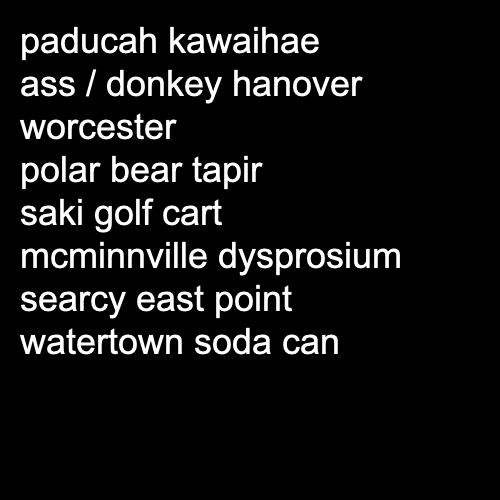 paducah kawaihae
ass / donkey hanover
worcester
polar bear tapir
saki golf cart
mcminnville dysprosium
searcy east point
watertown soda can